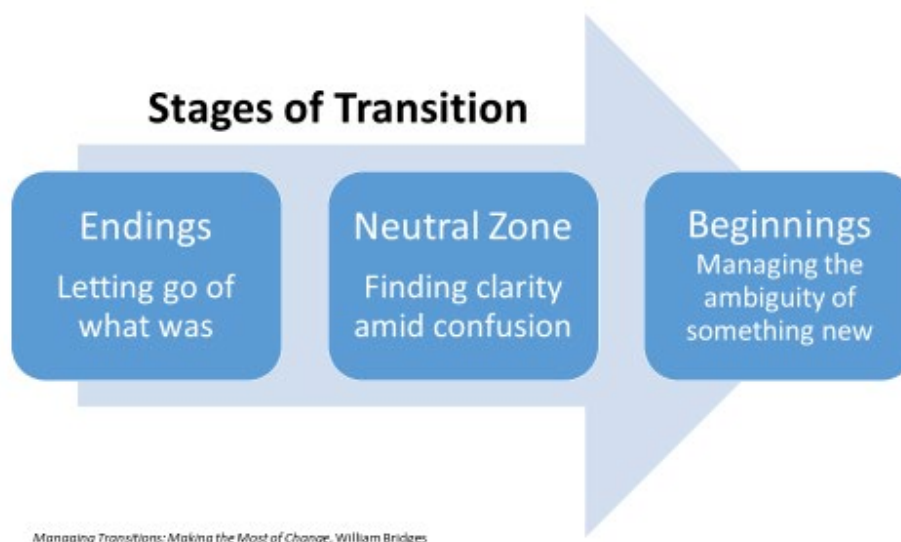 Stages of Transition
Endings
Letting go of
what was
Neutral Zone
Finding clarity
amid confusion
Beginnings
Managing the
ambiguity of
something new
Managing Transitions: Making the Most of Change, William Bridges